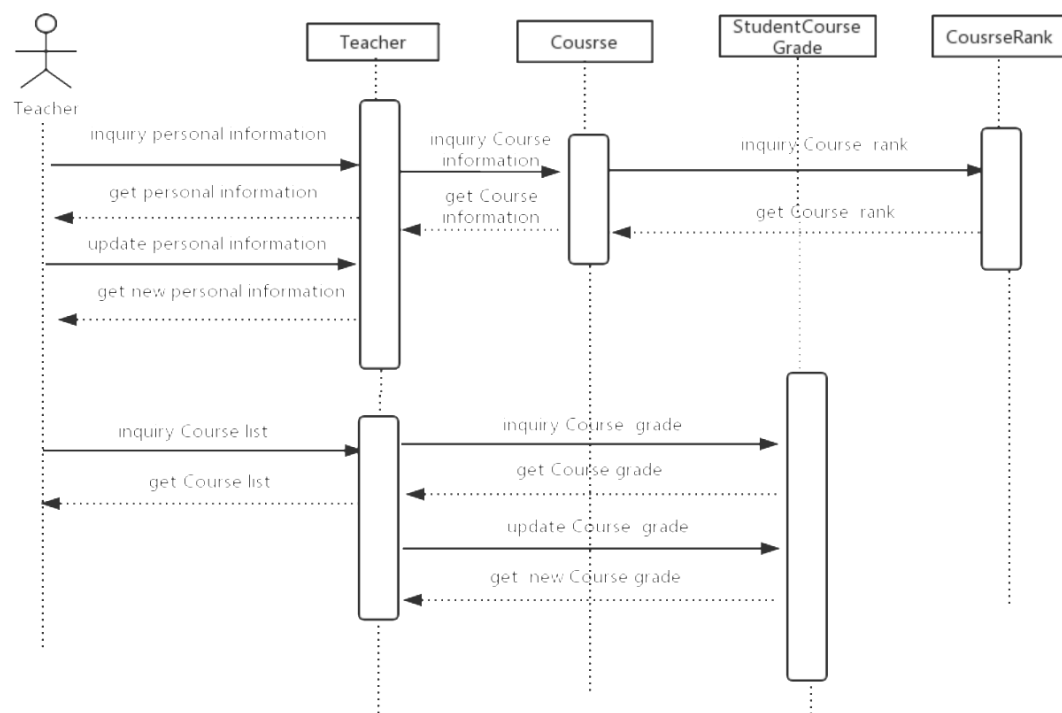 Teacher
Cousrse
StudentCourse
Grade
CousrseRank
Teacher
inquiry personal information
inquiry Course
information
inquiry Course rank
get personal information
get Course
information
get Course rank
update personal information
get new personal information
inquiry Course list
inquiry Course grade
get Course list
get Course grade
update Course grade
get new Course grade